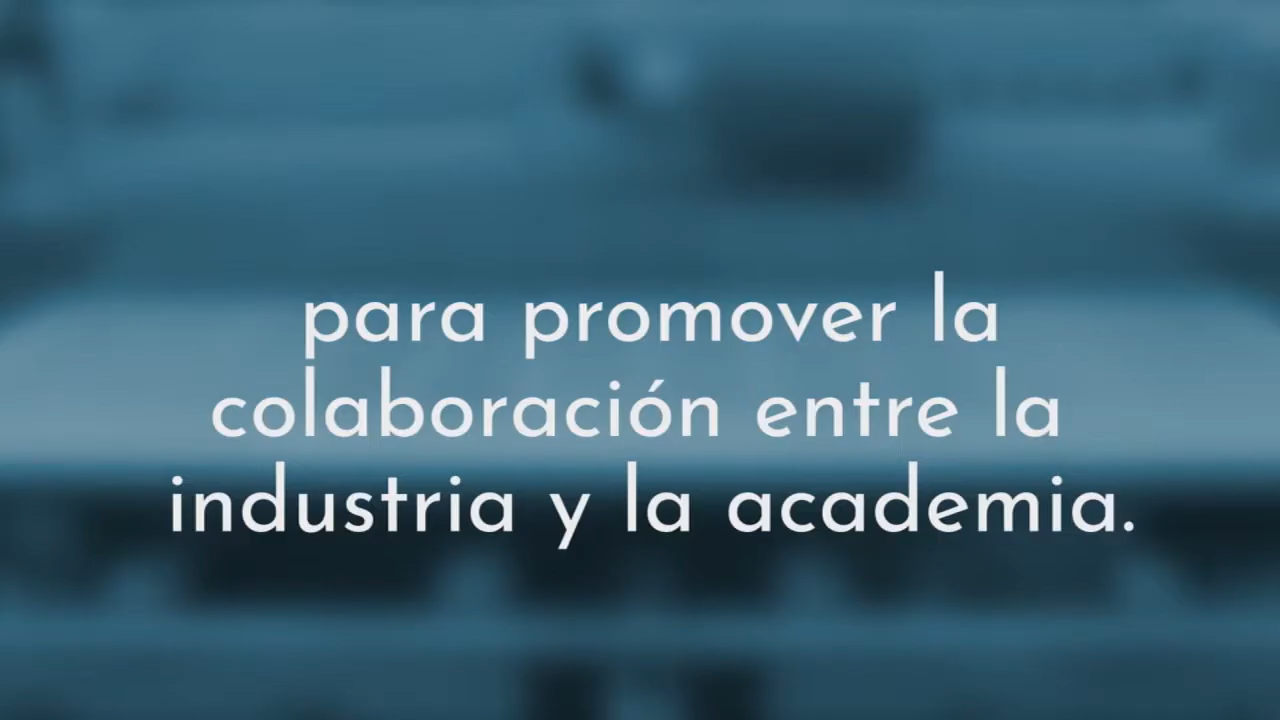 para promover la
colaboración entre la
industria y la academia.